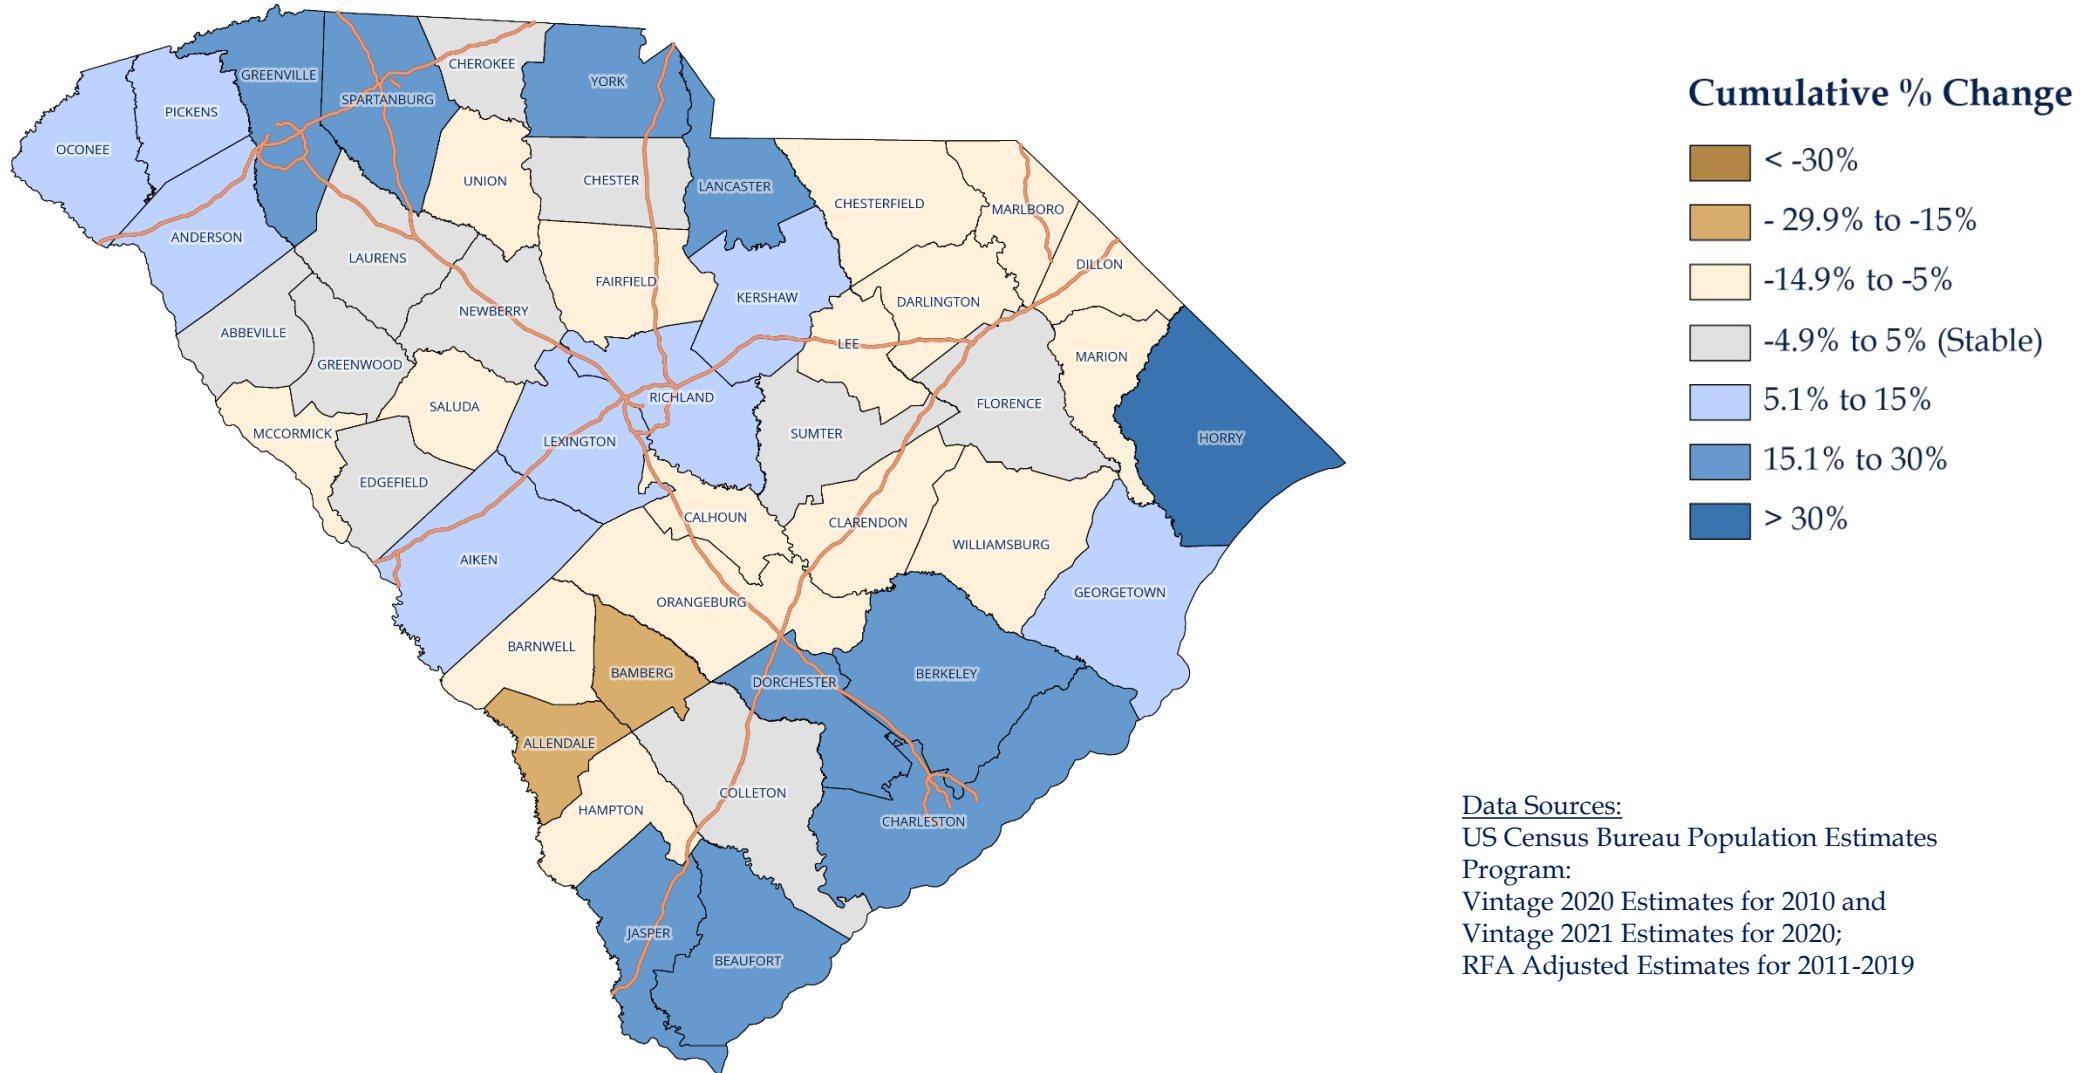 GREENVILLE
CHEROKEE
YORK
SPARTANBURG
PICKENS
OCONEE
UNION
CHESTER
LANCASTER
CHESTERFIELD
MARLBORO
ANDERSON
LAURENS
DILLON
FAIRFIELD
KERSHAW
DARLINGTON
NEWBERRY
ABBEVILLE
LEE
MARION
GREENWOOD
RICHLAND
SALUDA
FLORENCE
MCCORMICK
SUMTER
LEXINGTON
HORRY
EDGEFIELD
CALHOUN
CLARENDON
WILLIAMSBURG
AIKEN
GEORGETOWN
ORANGEBURG
BARNWELL
BAMBERG
BERKELEY
DORCHESTER
ALLENDALE
COLLETON
HAMPTON
CHARLESTON
JASPER
BEAUFORT
Cumulative % Change
< -30%
- 29.9% to -15%
-14.9% to -5%
-4.9% to 5% (Stable)
5.1% to 15%
15.1% to 30%
> 30%
Data Sources:
US Census Bureau Population Estimates
Program:
Vintage 2020 Estimates for 2010 and
Vintage 2021 Estimates for 2020;
RFA Adjusted Estimates for 2011-2019